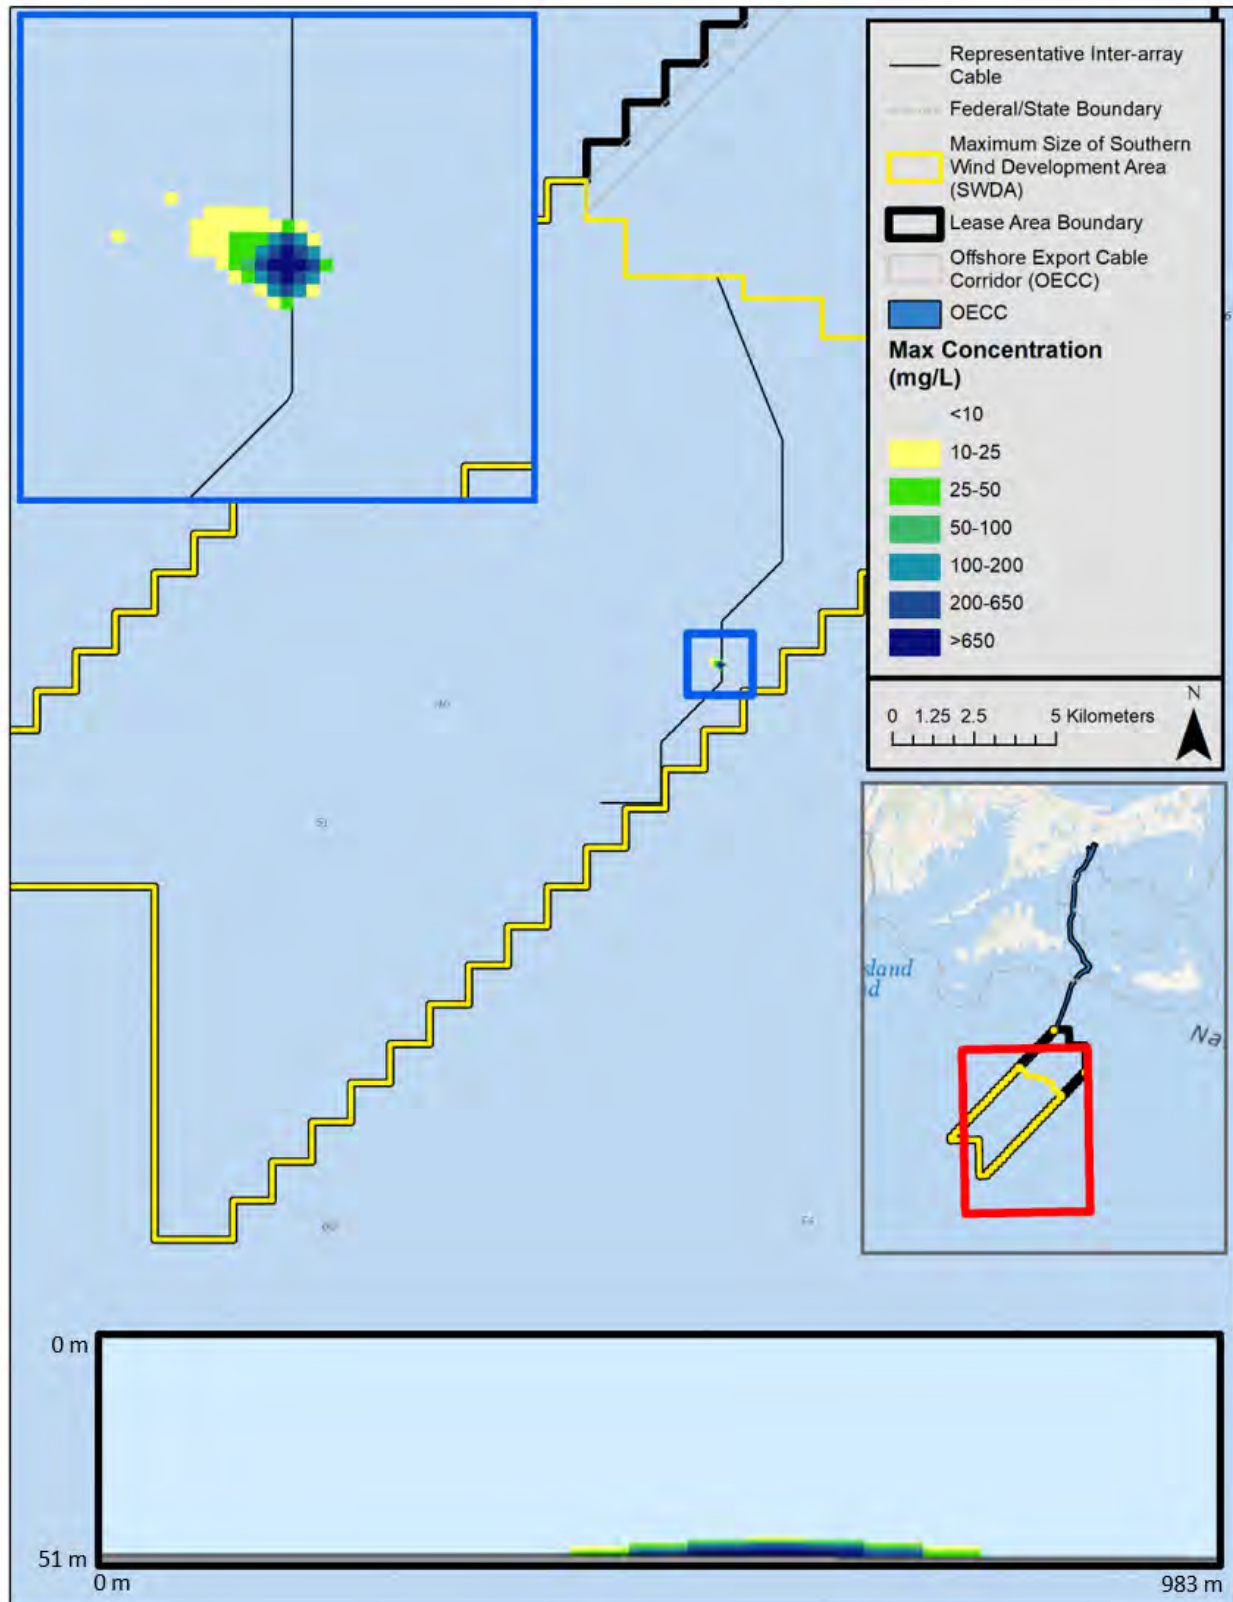 Representative Inter-array
Cable
Federal/State Boundary
Maximum Size of Southern
Wind Development Area
(SWDA)
Lease Area Boundary
Offshore Export Cable
Corridor (OECC)
OECC
Max Concentration
(mg/L)
<10
10-25
25-50
50-100
100-200
200-650
>650
N
0 1.25 2.5 5 Kilometers
Na
0 m
51 m
0 m
983 m